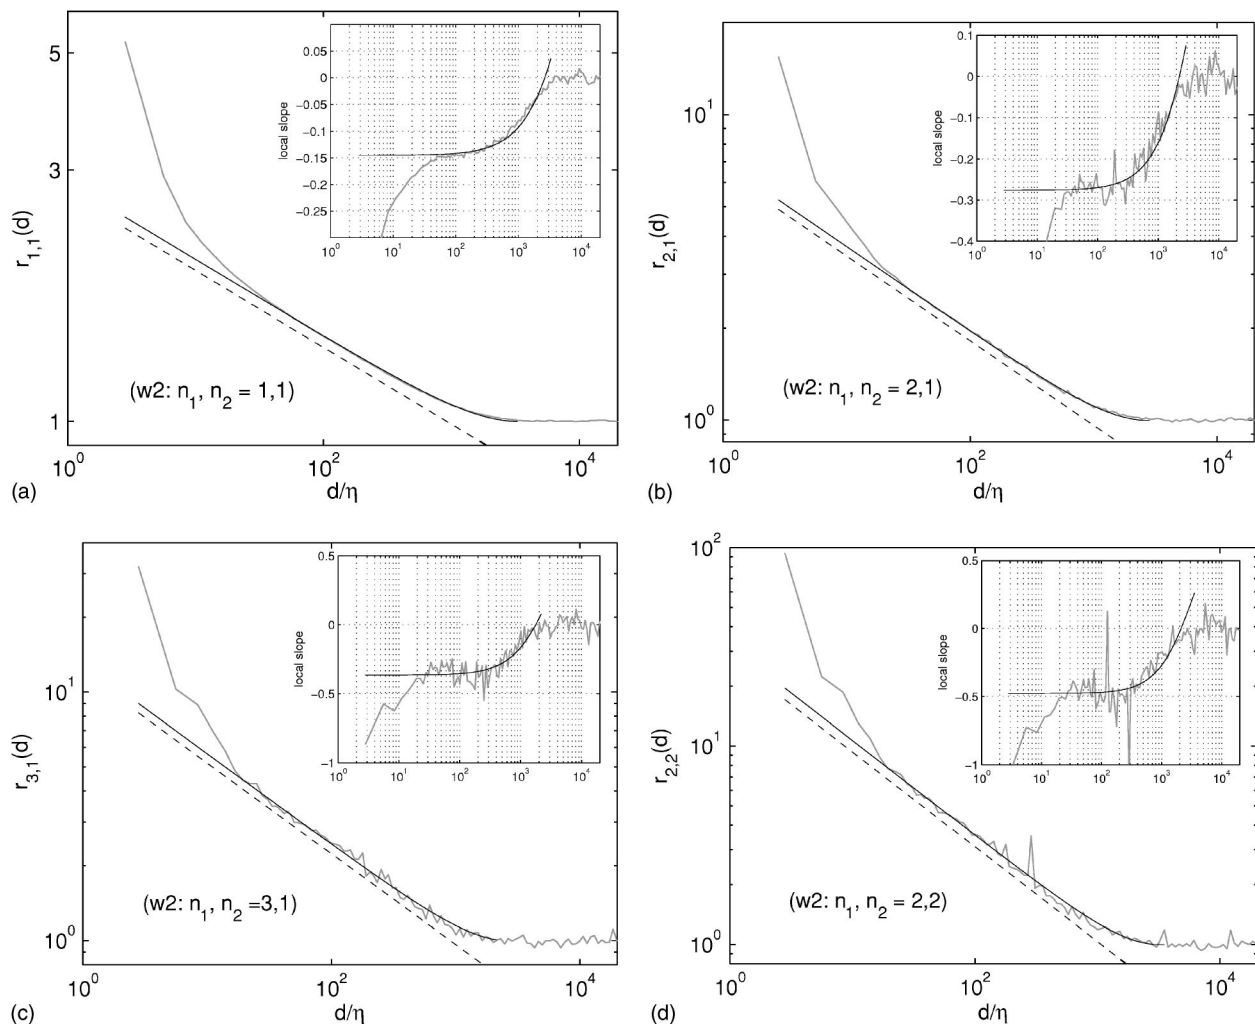 5
3
1
r1,1(d)
0.05
0
−0.05
−0.1
−0.15
−0.2
−0.25
local slope
10^0 10^1 10^2 10^3 10^4
(w2: n1, n2 = 1,1)
10^0 10^2 10^4
(a) d/η
10^1
10^0
r2,1(d)
0.1
0
−0.1
−0.2
−0.3
−0.4
local slope
10^0 10^1 10^2 10^3 10^4
(w2: n1, n2 = 2,1)
10^0 10^2 10^4
(b) d/η
10^1
10^0
r3,1(d)
0.5
0
−0.5
−1
local slope
10^0 10^1 10^2 10^3 10^4
(w2: n1, n2 =3,1)
10^0 10^2 10^4
(c) d/η
10^2
10^1
10^0
r2,2(d)
0.5
0
−0.5
−1
local slope
10^0 10^1 10^2 10^3 10^4
(w2: n1, n2 = 2,2)
10^0 10^2 10^4
(d) d/η